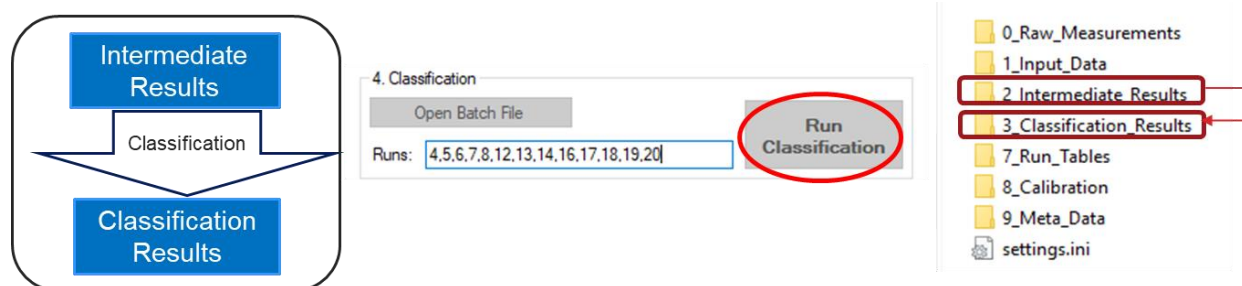 Intermediate
Results
Classification
Classification
Results
4. Classification
Open Batch File
Run
Classification
Runs: 4,5,6,7,8,12,13,14,16,17,18,19,20
0_Raw_Measurements
1_Input_Data
2_Intermediate_Results
3_Classification_Results
7_Run_Tables
8_Calibration
9_Meta_Data
settings.ini